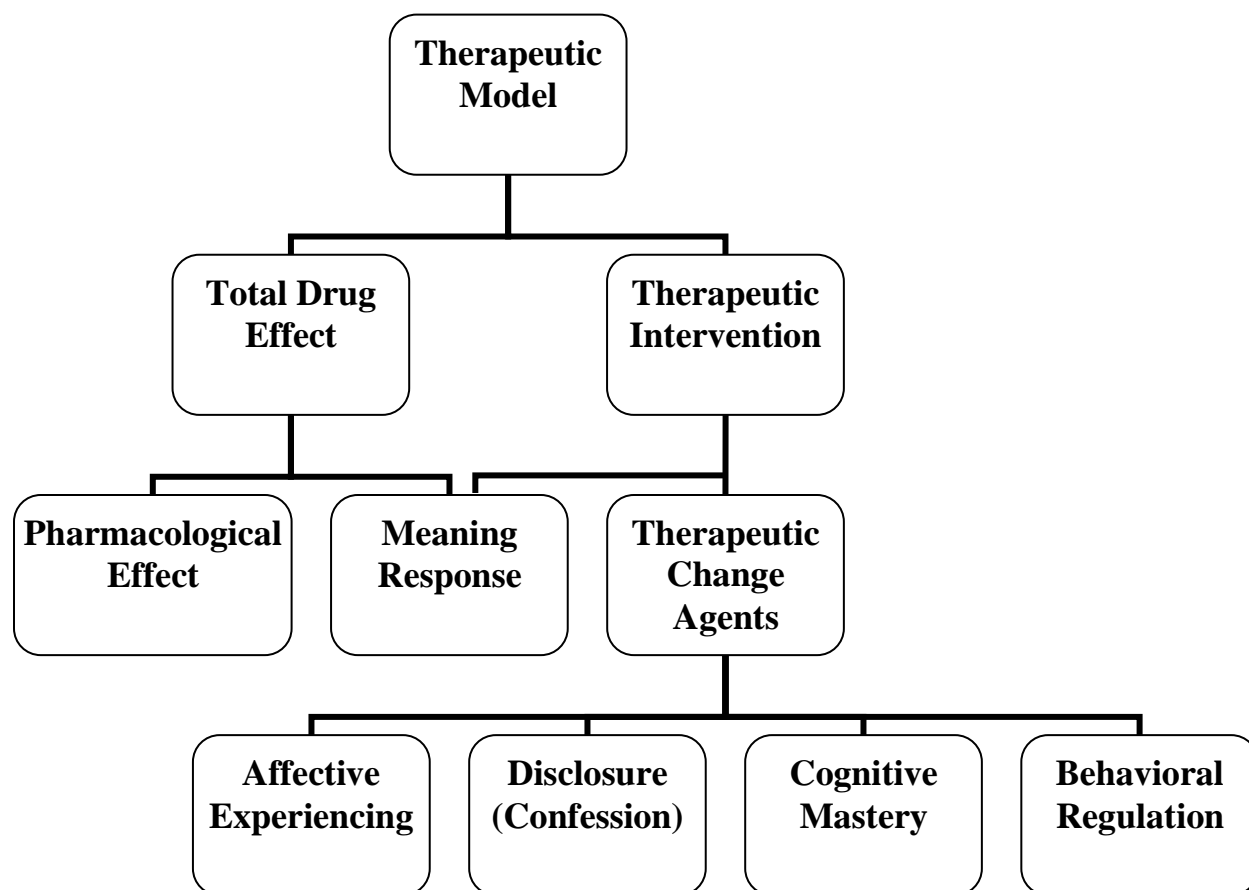 Therapeutic
Model
Total Drug
Effect
Therapeutic
Intervention
Pharmacological
Effect
Meaning
Response
Therapeutic
Change
Agents
Affective
Experiencing
Disclosure
(Confession)
Cognitive
Mastery
Behavioral
Regulation